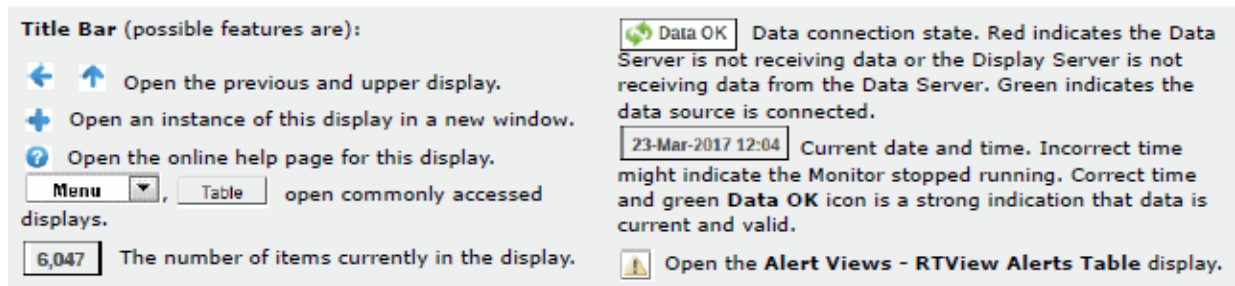 Title Bar (possible features are):
Open the previous and upper display.
Open an instance of this display in a new window.
Open the online help page for this display.
Menu , Table open commonly accessed
displays.
6,047 The number of items currently in the display.
Data OK Data connection state. Red indicates the Data
Server is not receiving data or the Display Server is not
receiving data from the Data Server. Green indicates the
data source is connected.
23-Mar-2017 12:04 Current date and time. Incorrect time
might indicate the Monitor stopped running. Correct time
and green Data OK icon is a strong indication that data is
current and valid.
Open the Alert Views - RTView Alerts Table display.